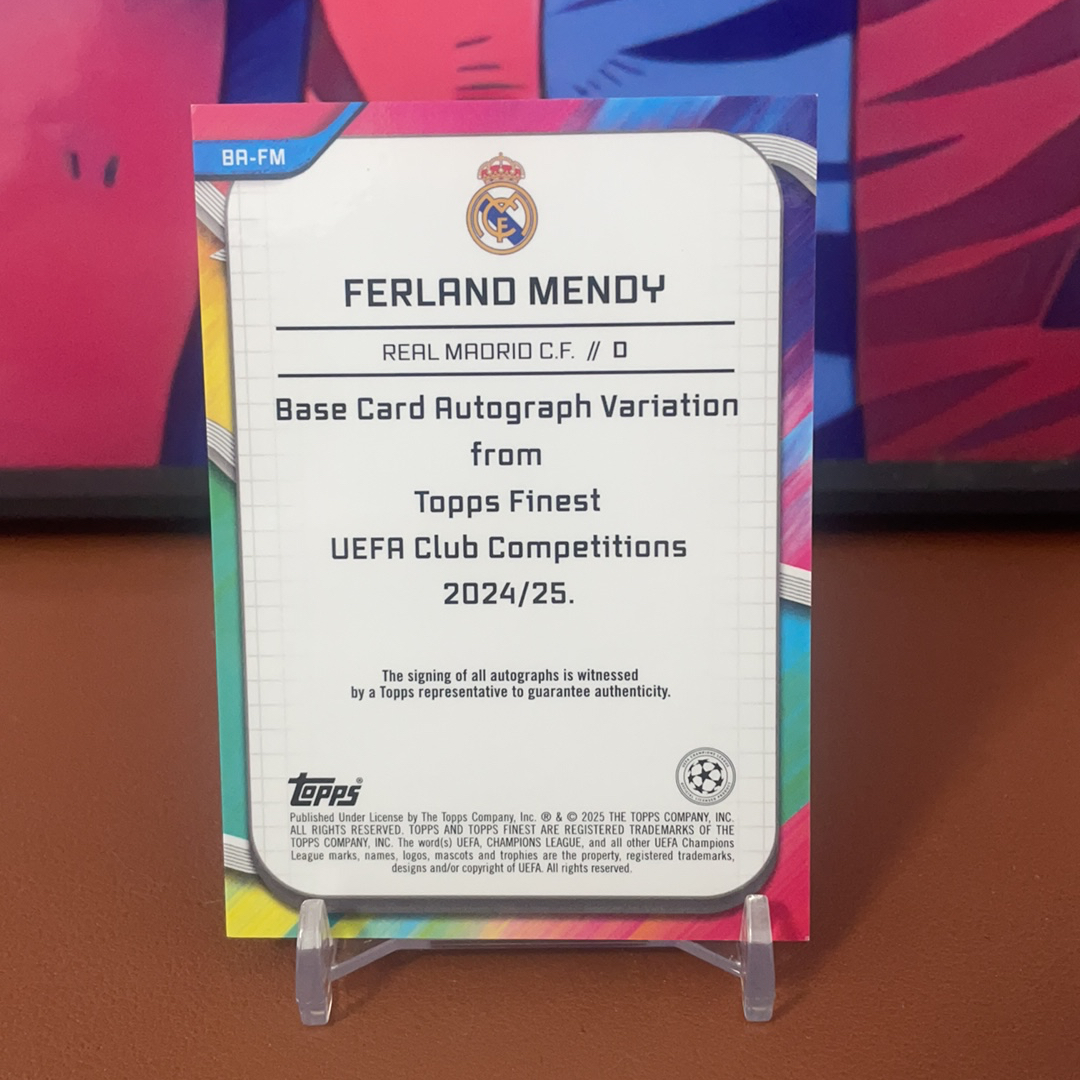 BA-FM
FERLAND MENDY
REAL MADRID C.F. // D
Base Card Autograph Variation
from
Topps Finest
UEFA Club Competitions
2024/25.
The signing of all autographs is witnessed
by a Topps representative to guarantee authenticity.
Topps®
Published Under License by The Topps Company, Inc. ® & © 2025 THE TOPPS COMPANY, INC.
ALL RIGHTS RESERVED. TOPPS AND TOPPS FINEST ARE REGISTERED TRADEMARKS OF THE
TOPPS COMPANY, INC. The word(s) UEFA, CHAMPIONS LEAGUE, and all other UEFA Champions
League marks, names, logos, mascots and trophies are the property, registered trademarks,
designs and/or copyright of UEFA. All rights reserved.